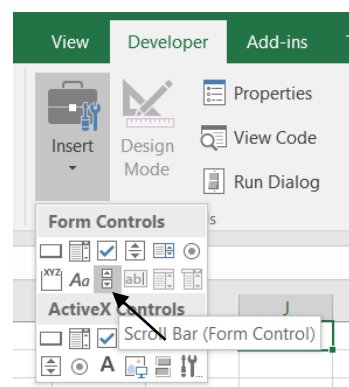 View Developer Add-ins
Properties
Insert Design Mode View Code
Run Dialog
s
Form Controls
XYZ Aa ab|
ActiveX Controls
J
Scroll Bar (Form Control)
A